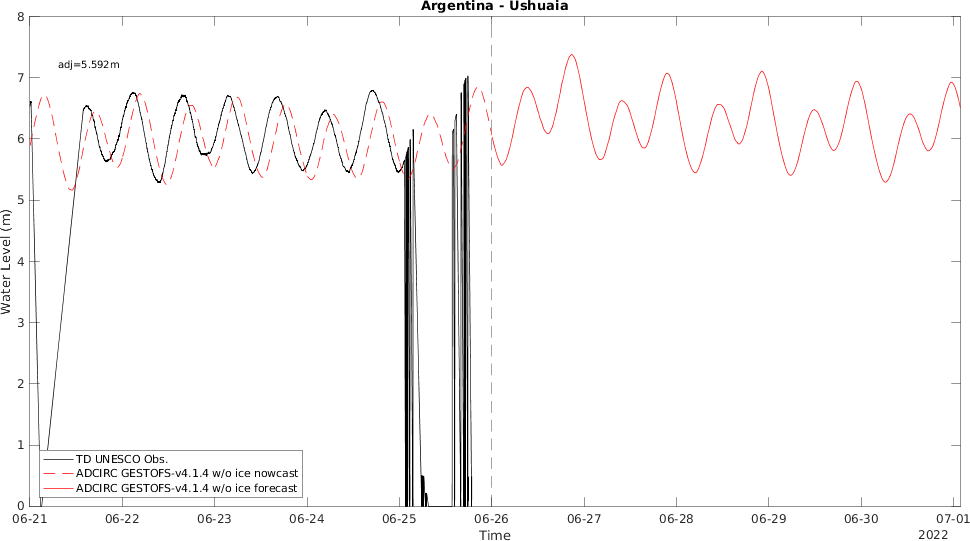 Argentina - Ushuaia
adj=5.592m
8
7
6
5
4
3
2
1
0
Water Level (m)
TD UNESCO Obs.
ADCIRC GESTOFS-v4.1.4 w/o ice nowcast
ADCIRC GESTOFS-v4.1.4 w/o ice forecast
06-21 06-22 06-23 06-24 06-25 06-26 06-27 06-28 06-29 06-30 07-01
Time
2022